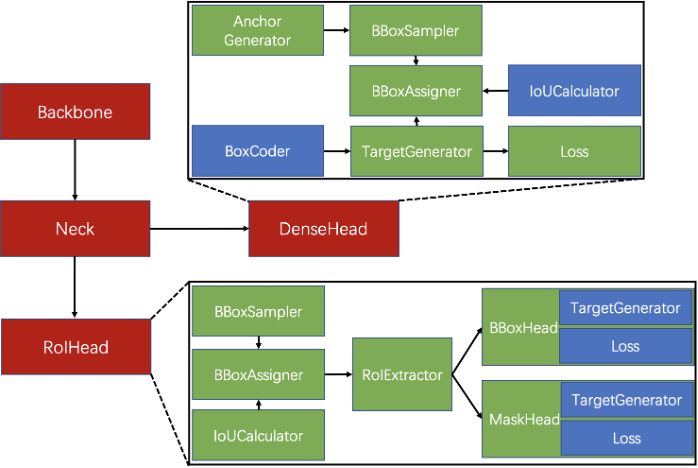 Anchor
Generator
BBoxSampler
BBoxAssigner
IoUCalculator
BoxCoder
TargetGenerator
Loss
Backbone
Neck
DenseHead
RoIHead
BBoxSampler
BBoxAssigner
IoUCalculator
RoIExtractor
BBoxHead
TargetGenerator
Loss
MaskHead
TargetGenerator
Loss